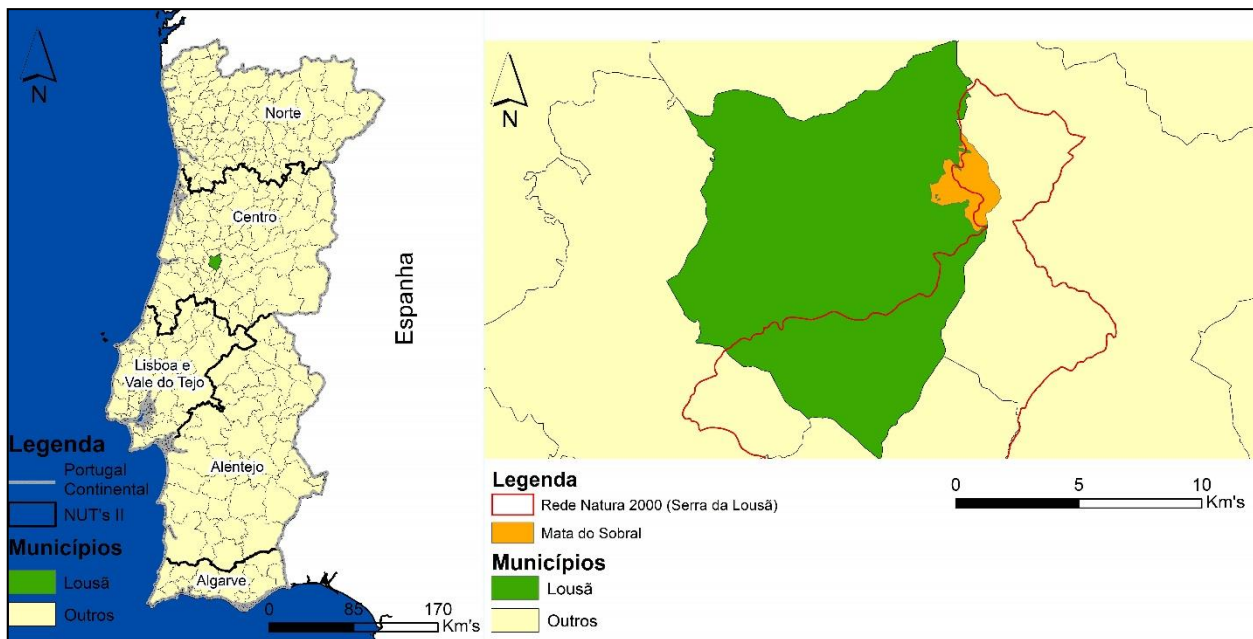 N
Norte
Centro
Espanha
Lisboa e
Vale do Tejo
Alentejo
Algarve
Legenda
Portugal
Continental
NUT's II
Municípios
Lousã
Outros
0 85 170
Km's
N
Legenda
Rede Natura 2000 (Serra da Lousã)
Mata do Sobral
Municípios
Lousã
Outros
0 5 10
Km's